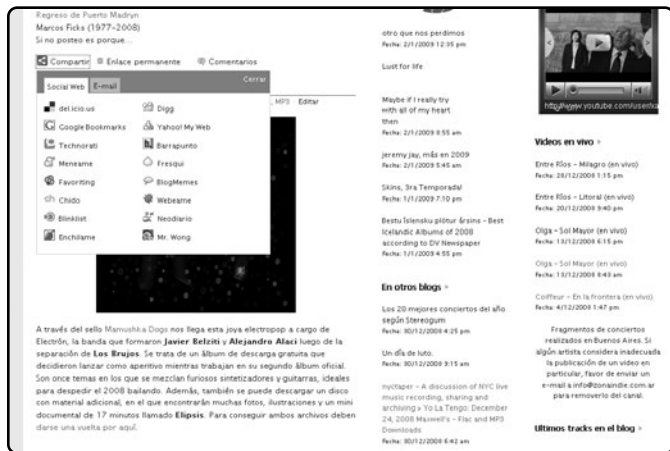 Regreso de Puerto Madryn
Marcos Ficks (1977-2008)
Si no posteo es porque...
Compartir
Enlace permanente
Comentarios
Cerrar
Social Web
E-mail
, MP3 Editar
del.icio.us
Digg
Google Bookmarks
Yahoo! My Web
Technorati
Barrapunto
Meneame
Fresqui
Favoriting
BlogMemes
Chido
Webeame
Blinklist
Neodiario
Enchilame
Mr. Wong
A través del sello Mamushka Dogs nos llega esta joya electropop a cargo de
Electrón, la banda que formaron Javier Belziti y Alejandro Alaci luego de la
separación de Los Brujos. Se trata de un álbum de descarga gratuita que
decidieron lanzar como aperitivo mientras trabajan en su segundo álbum oficial.
Son once temas en los que se mezclan furiosos sintetizadores y guitarras, ideales
para despedir el 2008 bailando. Además, también se puede descargar un disco
con material adicional, en el que encontrarán muchas fotos, ilustraciones y un mini
documental de 17 minutos llamado Elipsis. Para conseguir ambos archivos deben
darse una vuelta por aquí.
otro que nos perdimos
Fecha: 2/1/2009 12:35 pm
Lust for life
Maybe if I really try
with all of my heart
then
Fecha: 2/1/2009 8:55 am
jeremy jay, más en 2009
Fecha: 2/1/2009 5:45 am
Skins, 3ra Temporada!
Fecha: 1/1/2009 7:10 pm
Bestu íslensku plötur ársins - Best
Icelandic Albums of 2008
according to DV Newspaper
Fecha: 1/1/2009 4:55 pm
En otros blogs »
Los 20 mejores conciertos del año
según Stereogum
Fecha: 30/12/2008 4:25 pm
Un día de luto.
Fecha: 30/12/2008 9:15 am
nyctaper - A discussion of NYC live
music recording, sharing and
archiving » Yo La Tengo: December
24, 2008 Maxwell's - Flac and MP3
Downloads
Fecha: 30/12/2008 6:42 am
http://www.youtube.com/user/ka
Videos en vivo »
Entre Ríos - Milagro (en vivo)
Fecha: 28/12/2008 1:15 pm
Entre Ríos - Litoral (en vivo)
Fecha: 20/12/2008 9:40 pm
Olga - Sol Mayor (en vivo)
Fecha: 13/12/2008 6:15 pm
Olga - Sol Mayor (en vivo)
Fecha: 13/12/2008 8:43 am
Coiffeur - En la frontera (en vivo)
Fecha: 4/12/2008 1:47 pm
Fragmentos de conciertos
realizados en Buenos Aires. Si
algún artista considera inadecuada
la publicación de un video en
particular, favor de enviar un
e-mail a info@zonaindie.com.ar
para removerlo del canal.
Ultimos tracks en el blog »